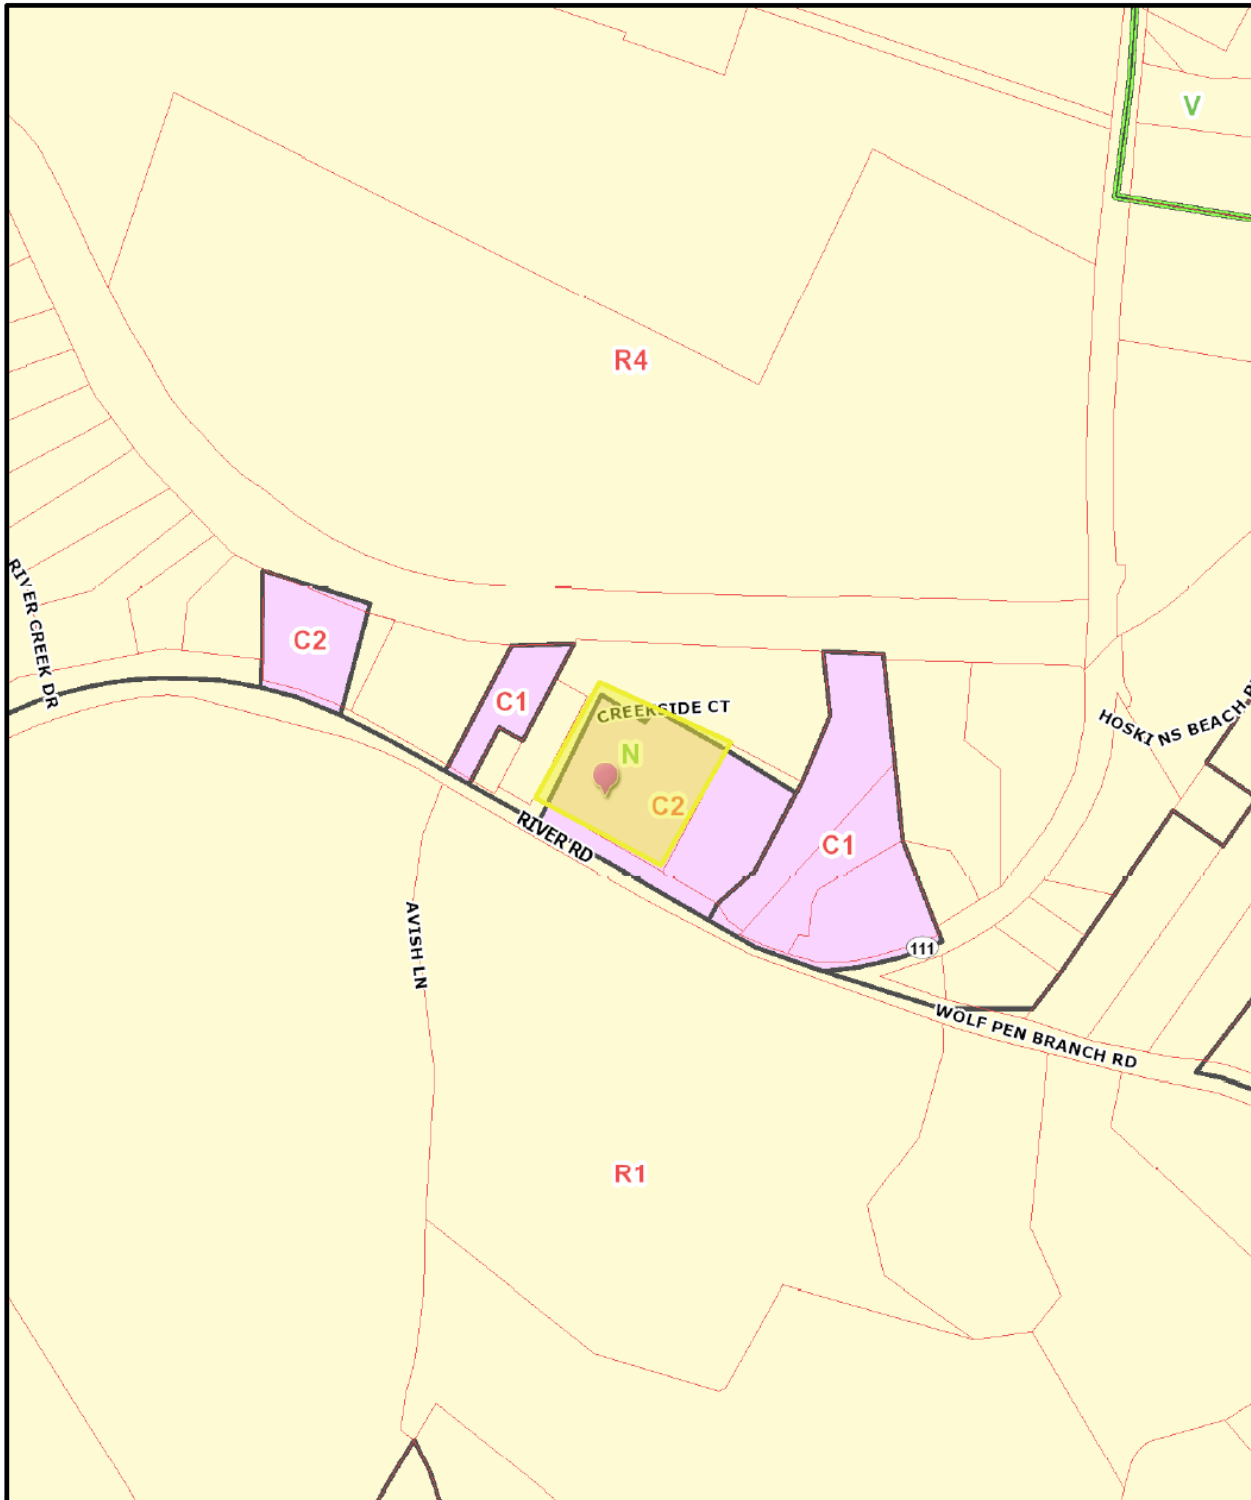 V
R4
RIVER CREEK DR
C2
C1
CREEKSIDE CT
N
C2
HOSKINS BEACH
RIVER RD
C1
AVISH LN
111
WOLF PEN BRANCH RD
R1